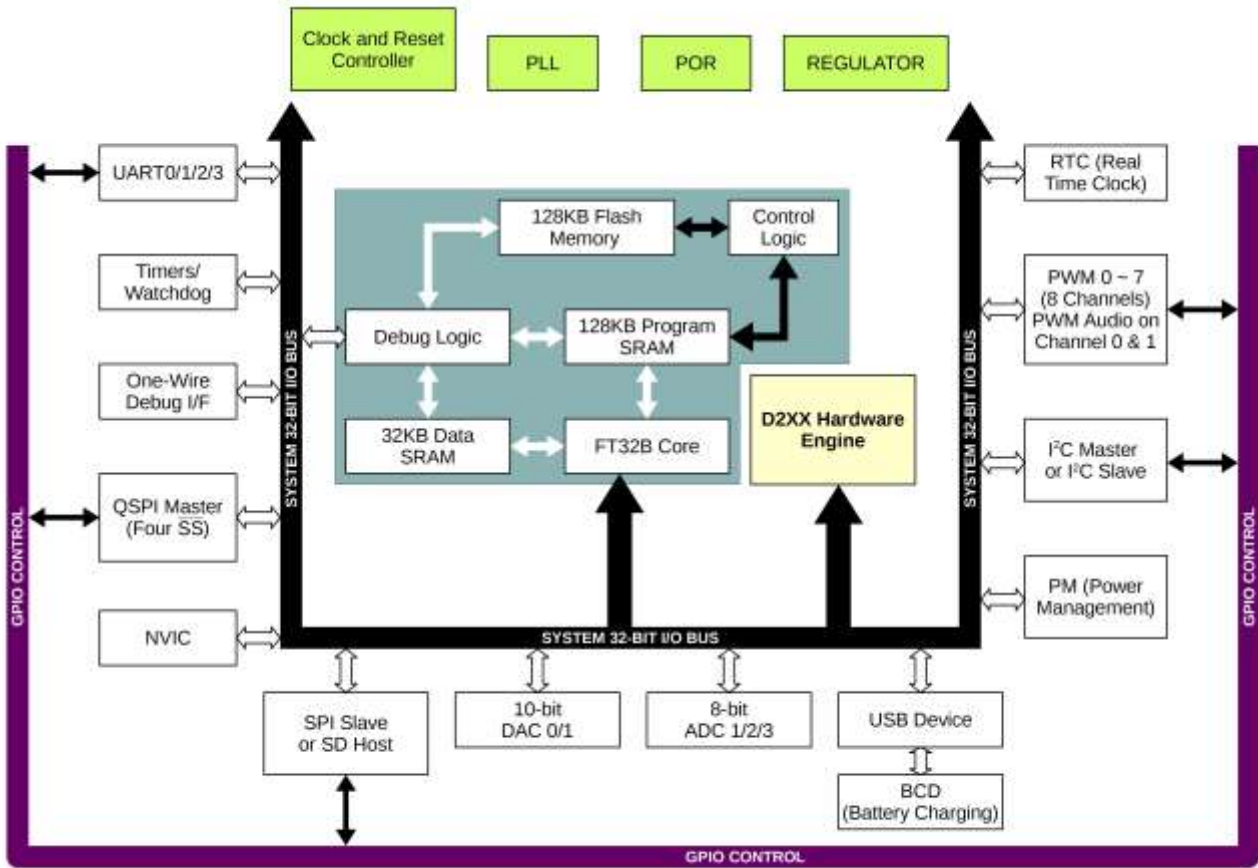 Clock and Reset
Controller
PLL
POR
REGULATOR
UART0/1/2/3
RTC (Real
Time Clock)
128KB Flash
Memory
Control
Logic
Timers/
Watchdog
PWM 0 ~ 7
(8 Channels)
PWM Audio on
Channel 0 & 1
Debug Logic
128KB Program
SRAM
SYSTEM 32-BIT I/O BUS
SYSTEM 32-BIT I/O BUS
One-Wire
Debug I/F
D2XX Hardware
Engine
32KB Data
SRAM
FT32B Core
I²C Master
or I²C Slave
QSPI Master
(Four S̅S̅)
GPIO CONTROL
GPIO CONTROL
PM (Power
Management)
NVIC
SYSTEM 32-BIT I/O BUS
SPI Slave
or SD Host
10-bit
DAC 0/1
8-bit
ADC 1/2/3
USB Device
BCD
(Battery Charging)
GPIO CONTROL